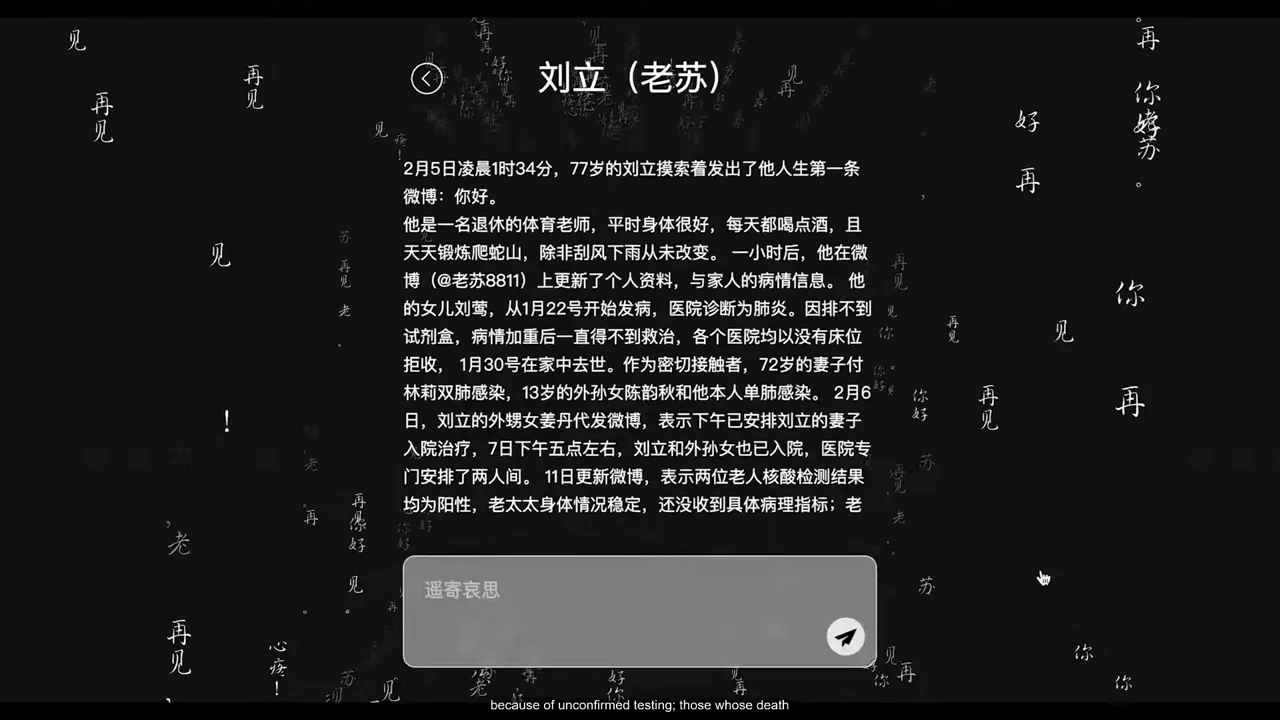 刘立（老苏）
2月5日凌晨1时34分，77岁的刘立摸索着发出了他人生第一条
微博：你好。
他是一名退休的体育老师，平时身体很好，每天都喝点酒，且
天天锻炼爬蛇山，除非刮风下雨从未改变。 一小时后，他在微
博（@老苏8811）上更新了个人资料，与家人的病情信息。 他
的女儿刘莺，从1月22号开始发病，医院诊断为肺炎。因排不到
试剂盒，病情加重后一直得不到救治，各个医院均以没有床位
拒收， 1月30号在家中去世。作为密切接触者，72岁的妻子付
林莉双肺感染，13岁的外孙女陈韵秋和他本人单肺感染。 2月6
日，刘立的外甥女姜丹代发微博，表示下午已安排刘立的妻子
入院治疗，7日下午五点左右，刘立和外孙女也已入院，医院专
门安排了两人间。 11日更新微博，表示两位老人核酸检测结果
均为阳性，老太太身体情况稳定，还没收到具体病理指标；老
遥寄哀思
见
再见
再见
见
！
老
再见
心疼！
再
你
好
再
苏
你
见
再
再见
再见
你好
苏
你
你
because of unconfirmed testing; those whose death